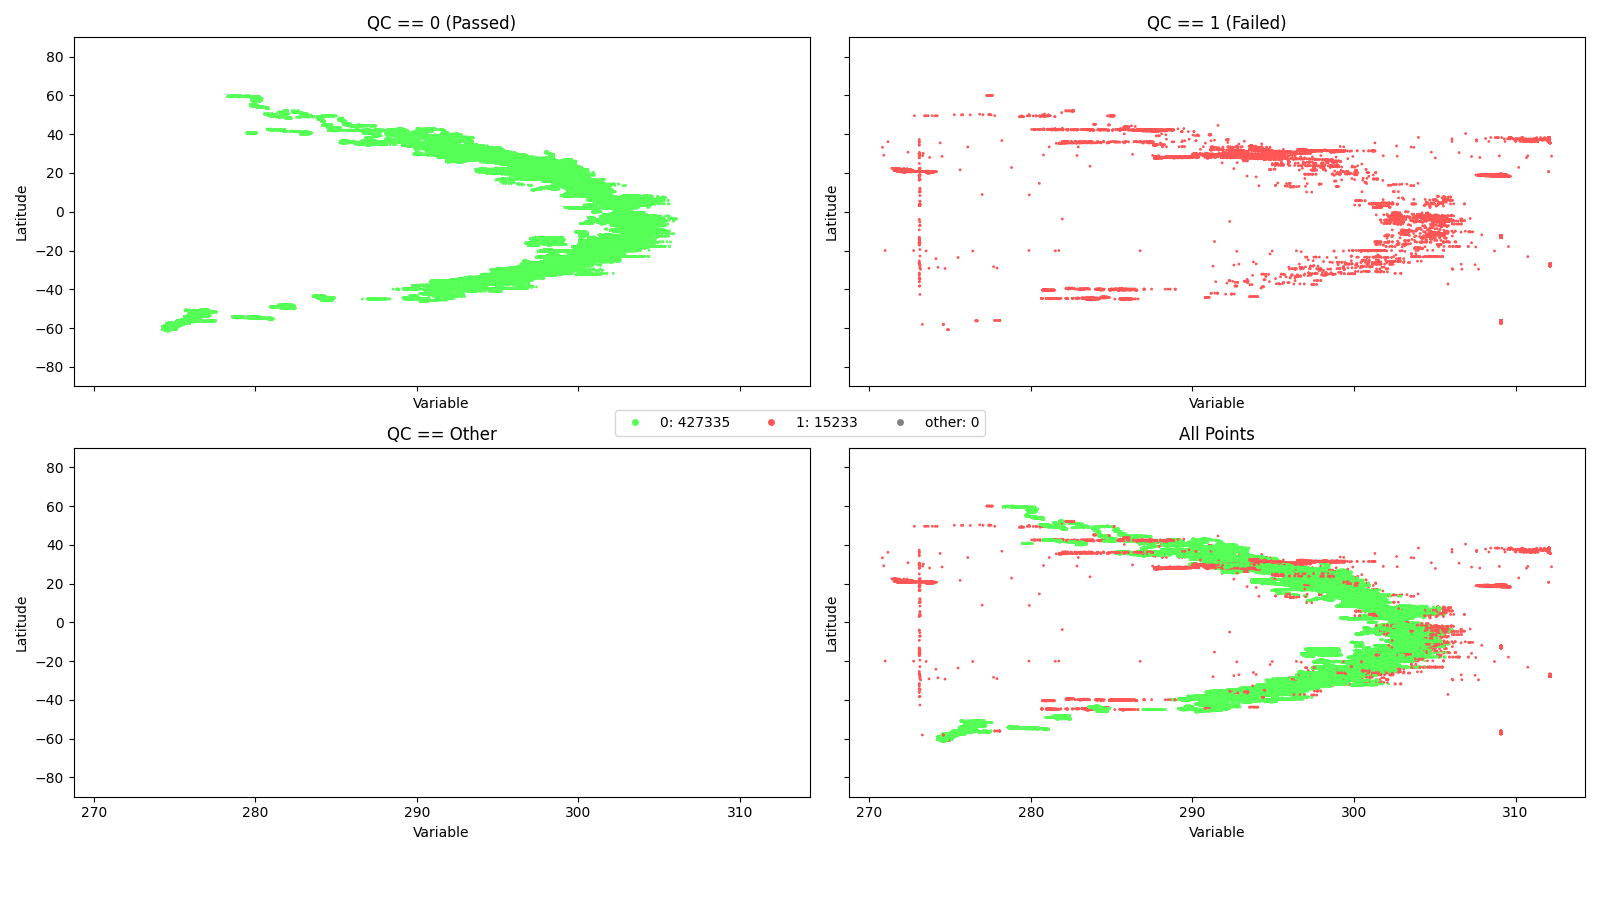 QC == 0 (Passed)
QC == 1 (Failed)
80
60
40
20
0
−20
−40
−60
−80
Latitude
Latitude
Variable
Variable
0: 427335
1: 15233
other: 0
QC == Other
All Points
80
60
40
20
0
−20
−40
−60
−80
Latitude
Latitude
270
280
290
300
310
270
280
290
300
310
Variable
Variable